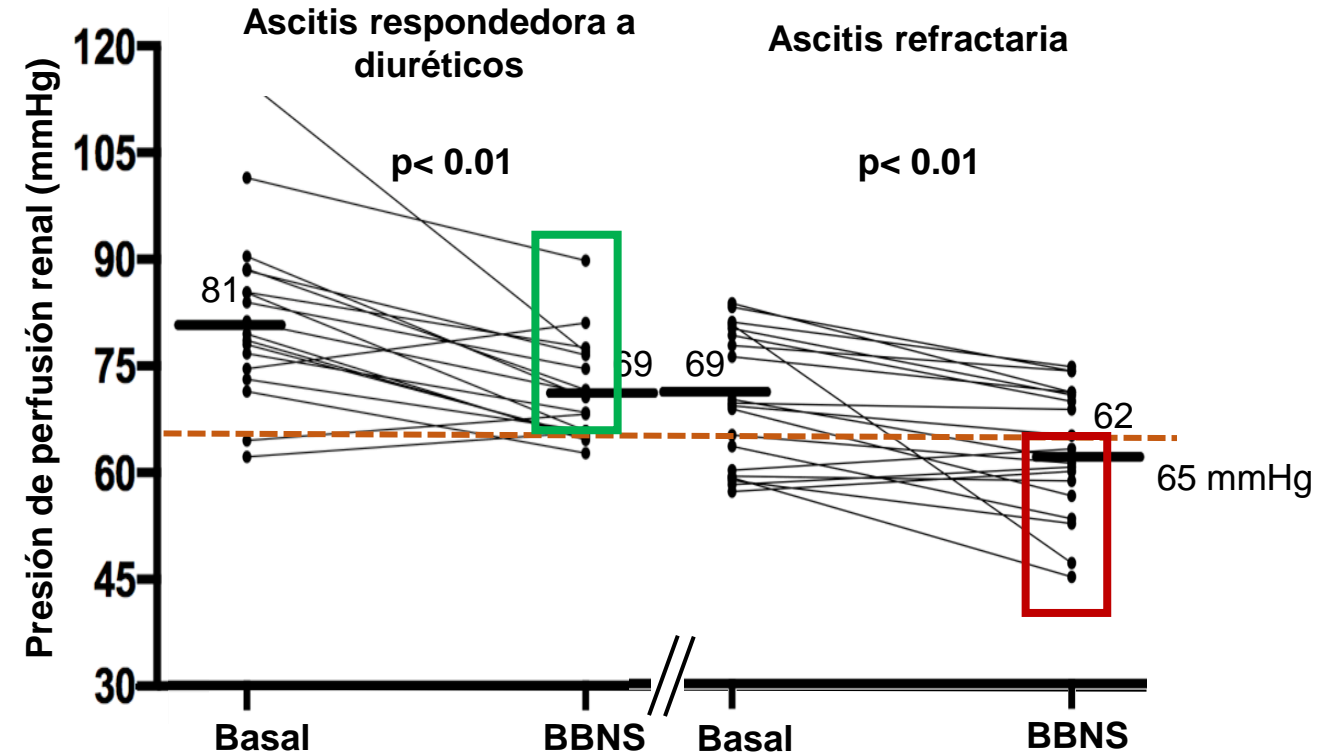 Ascitis respondedora a
diuréticos
Ascitis refractaria
Presión de perfusión renal (mmHg)
120
105
90
75
60
45
30
p< 0.01
p< 0.01
81
69
69
62
65 mmHg
Basal
BBNS
Basal
BBNS